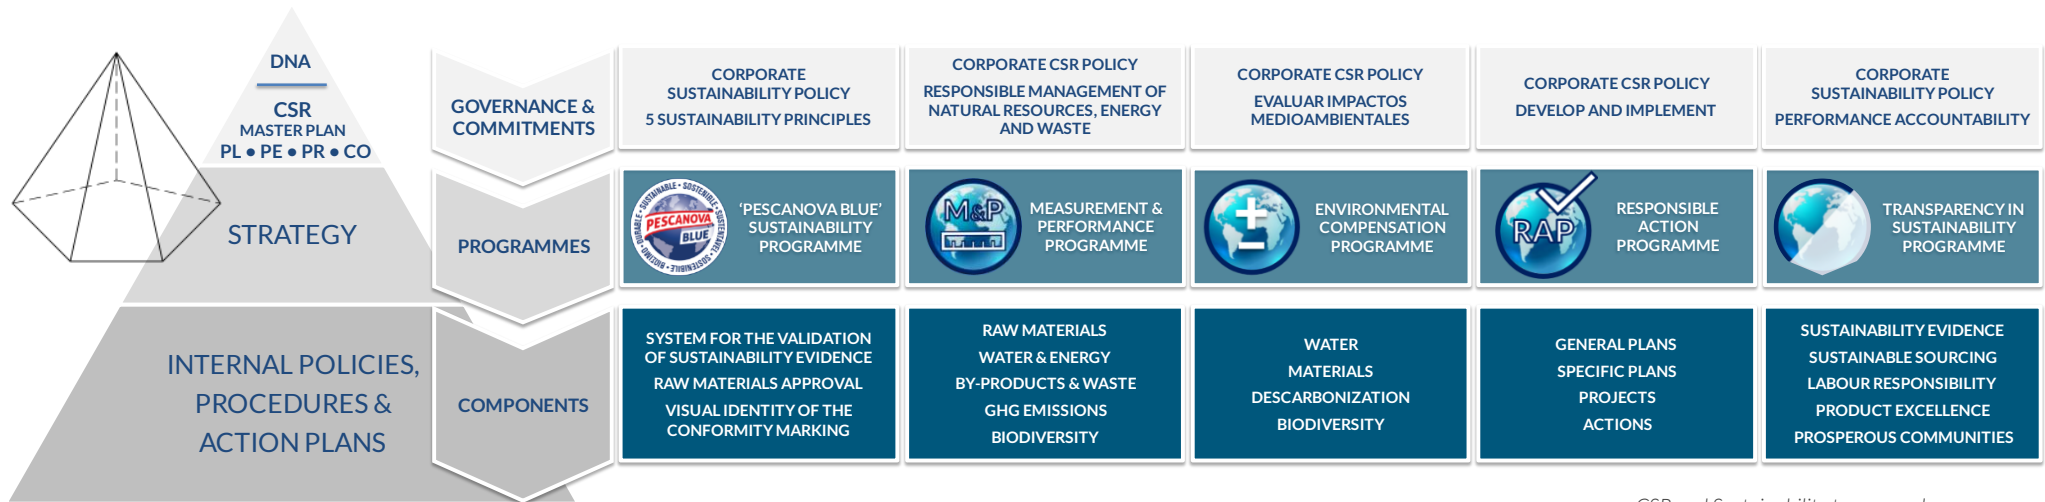 DNA
CSR
MASTER PLAN
PL • PE • PR • CO
STRATEGY
INTERNAL POLICIES,
PROCEDURES &
ACTION PLANS
GOVERNANCE &
COMMITMENTS
PROGRAMMES
COMPONENTS
CORPORATE
SUSTAINABILITY POLICY
5 SUSTAINABILITY PRINCIPLES
CORPORATE CSR POLICY
RESPONSIBLE MANAGEMENT OF
NATURAL RESOURCES, ENERGY
AND WASTE
CORPORATE CSR POLICY
EVALUAR IMPACTOS
MEDIOAMBIENTALES
CORPORATE CSR POLICY
DEVELOP AND IMPLEMENT
CORPORATE
SUSTAINABILITY POLICY
PERFORMANCE ACCOUNTABILITY
PESCANOVA
BLUE
'PESCANOVA BLUE'
SUSTAINABILITY
PROGRAMME
M&P
MEASUREMENT &
PERFORMANCE
PROGRAMME
ENVIRONMENTAL
COMPENSATION
PROGRAMME
RAP
RESPONSIBLE
ACTION
PROGRAMME
TRANSPARENCY IN
SUSTAINABILITY
PROGRAMME
SYSTEM FOR THE VALIDATION
OF SUSTAINABILITY EVIDENCE
RAW MATERIALS APPROVAL
VISUAL IDENTITY OF THE
CONFORMITY MARKING
RAW MATERIALS
WATER & ENERGY
BY-PRODUCTS & WASTE
GHG EMISSIONS
BIODIVERSITY
WATER
MATERIALS
DESCARBONIZATION
BIODIVERSITY
GENERAL PLANS
SPECIFIC PLANS
PROJECTS
ACTIONS
SUSTAINABILITY EVIDENCE
SUSTAINABLE SOURCING
LABOUR RESPONSIBILITY
PRODUCT EXCELLENCE
PROSPEROUS COMMUNITIES